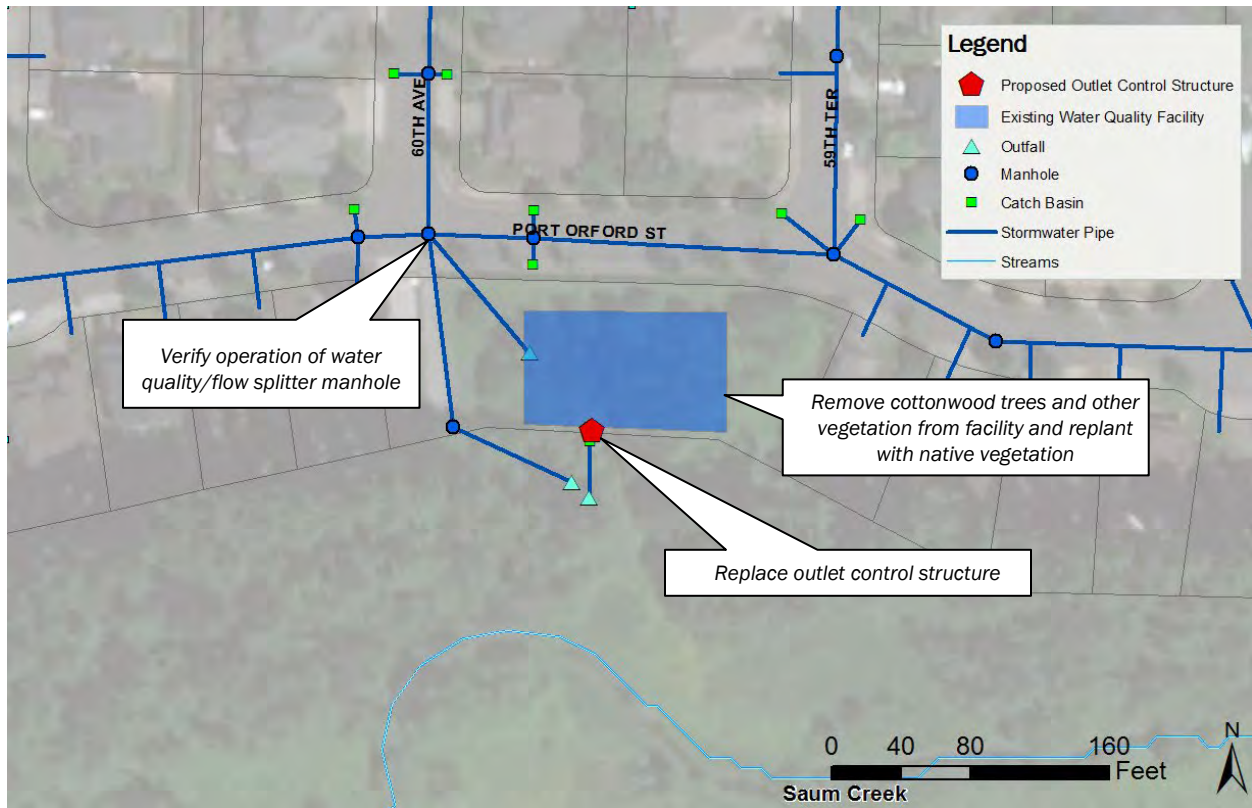 Legend
Proposed Outlet Control Structure
Existing Water Quality Facility
Outfall
Manhole
Catch Basin
Stormwater Pipe
Streams
60TH AVE
59TH TER
PORT ORFORD ST
Verify operation of water
quality/flow splitter manhole
Remove cottonwood trees and other
vegetation from facility and replant
with native vegetation
Replace outlet control structure
N
0 40 80 160
Feet
Saum Creek